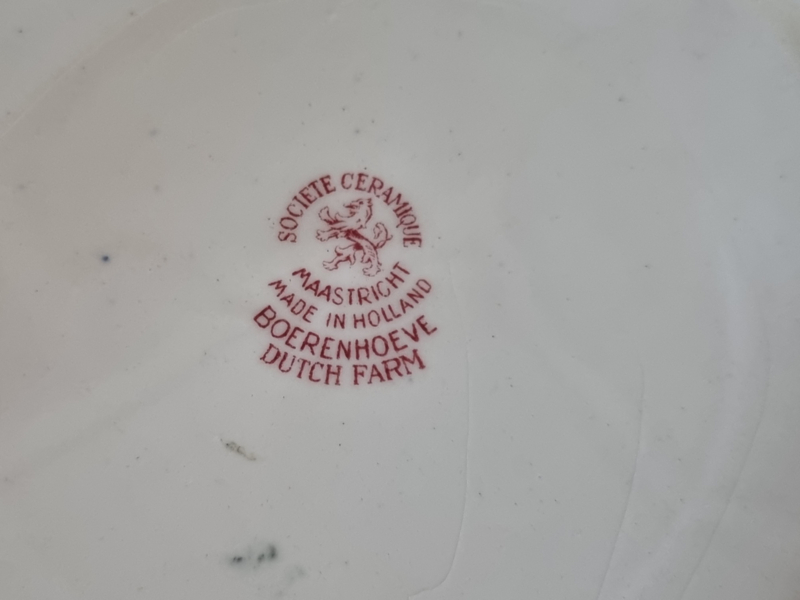 SOCIETE CERAMIQUE
MAASTRICHT
MADE IN HOLLAND
BOERENHOEVE
DUTCH FARM